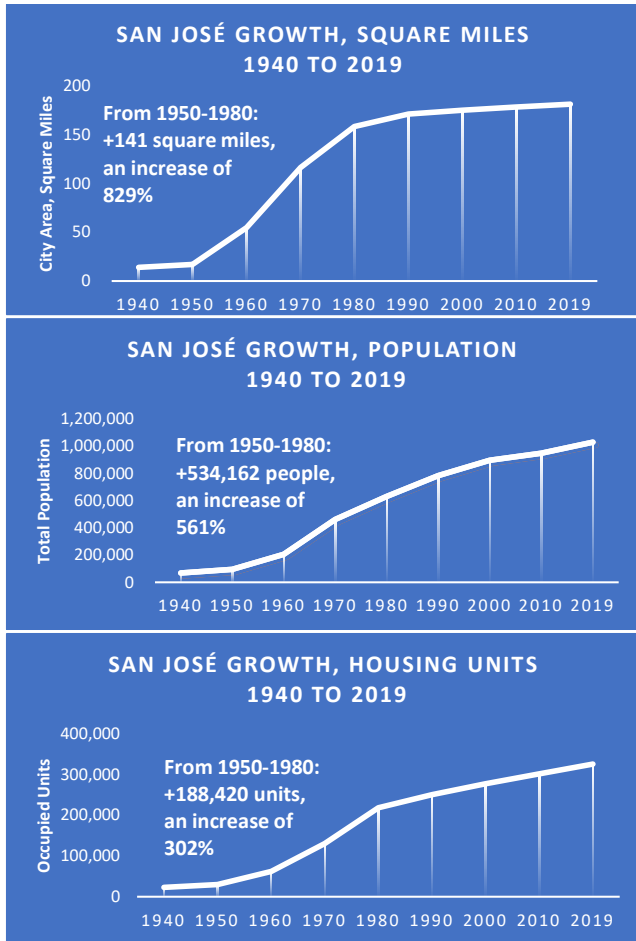 SAN JOSÉ GROWTH, SQUARE MILES
1940 TO 2019
200
150
100
50
0
City Area, Square Miles
From 1950-1980:
+141 square miles,
an increase of
829%
1940 1950 1960 1970 1980 1990 2000 2010 2019
SAN JOSÉ GROWTH, POPULATION
1940 TO 2019
1,200,000
1,000,000
800,000
600,000
400,000
200,000
0
Total Population
From 1950-1980:
+534,162 people,
an increase of
561%
1940 1950 1960 1970 1980 1990 2000 2010 2019
SAN JOSÉ GROWTH, HOUSING UNITS
1940 TO 2019
400,000
300,000
200,000
100,000
0
Occupied Units
From 1950-1980:
+188,420 units,
an increase of
302%
1940 1950 1960 1970 1980 1990 2000 2010 2019